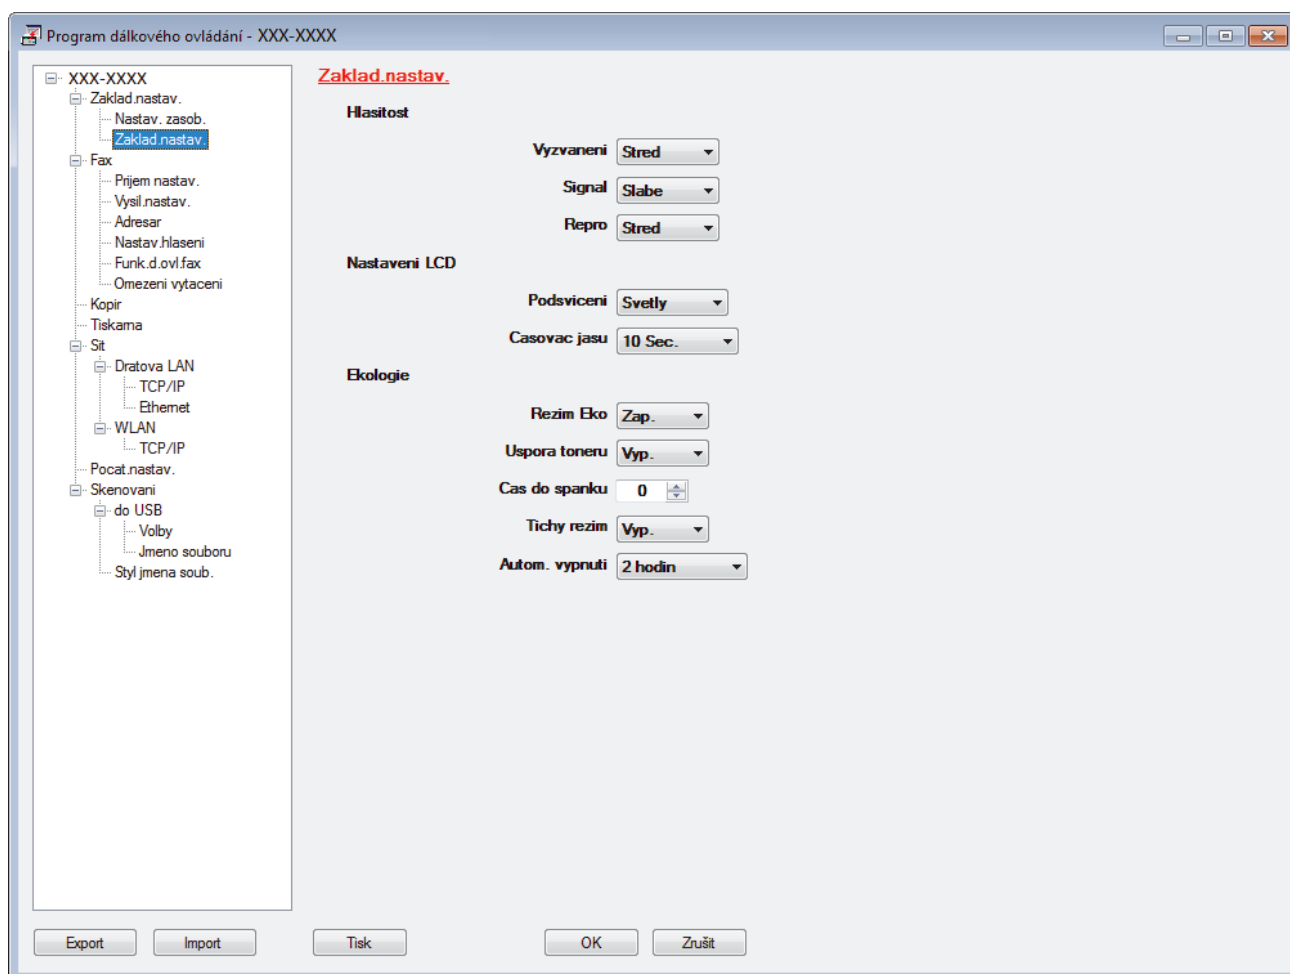 Program dálkového ovládání - XXX-XXXX
XXX-XXXX
Zaklad.nastav.
Nastav. zasob.
Zaklad.nastav.
Fax
Prijem nastav.
Vysil.nastav.
Adresar
Nastav.hlaseni
Funk.d.ovl.fax
Omezeni vytaceni
Kopir
Tiskarna
Sit
Dratova LAN
TCP/IP
Ethernet
WLAN
TCP/IP
Pocat.nastav.
Skenovani
do USB
Volby
Jmeno souboru
Styl jmena soub.
Zaklad.nastav.
Hlasitost
Vyzvaneni Stred
Signal Slabe
Repro Stred
Nastaveni LCD
Podsviceni Svetly
Casovac jasu 10 Sec.
Ekologie
Rezim Eko Zap.
Uspora toneru Vyp.
Cas do spanku 0
Tichy rezim Vyp.
Autom. vypnuti 2 hodin
Export Import Tisk OK Zrušit